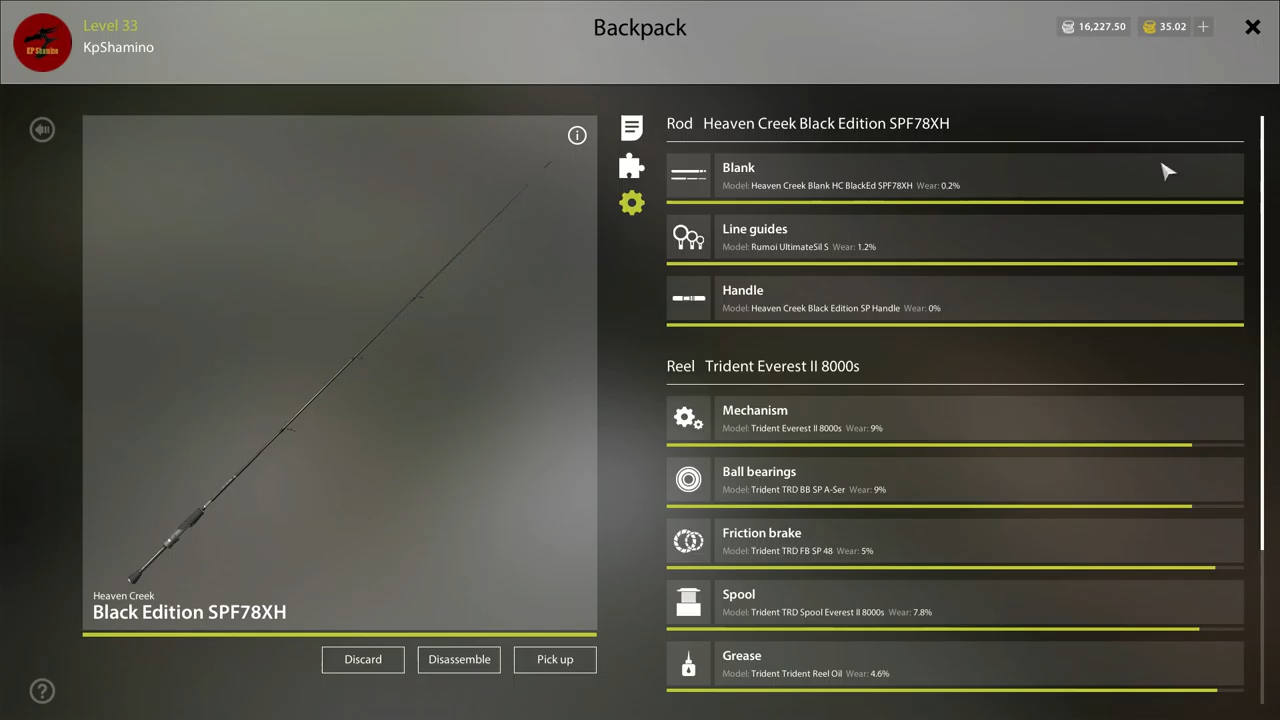 Level 33
KpShamino
KP Shamino
Backpack
16,227.50
35.02
Heaven Creek
Black Edition SPF78XH
Discard
Disassemble
Pick up
Rod Heaven Creek Black Edition SPF78XH
Blank
Model: Heaven Creek Blank HC BlackEd SPF78XH Wear: 0.2%
Line guides
Model: Rumoi UltimateSil S Wear: 1.2%
Handle
Model: Heaven Creek Black Edition SP Handle Wear: 0%
Reel Trident Everest II 8000s
Mechanism
Model: Trident Everest II 8000s Wear: 9%
Ball bearings
Model: Trident TRD BB SP A-Ser Wear: 9%
Friction brake
Model: Trident TRD FB SP 48 Wear: 5%
Spool
Model: Trident TRD Spool Everest II 8000s Wear: 7.8%
Grease
Model: Trident Trident Reel Oil Wear: 4.6%